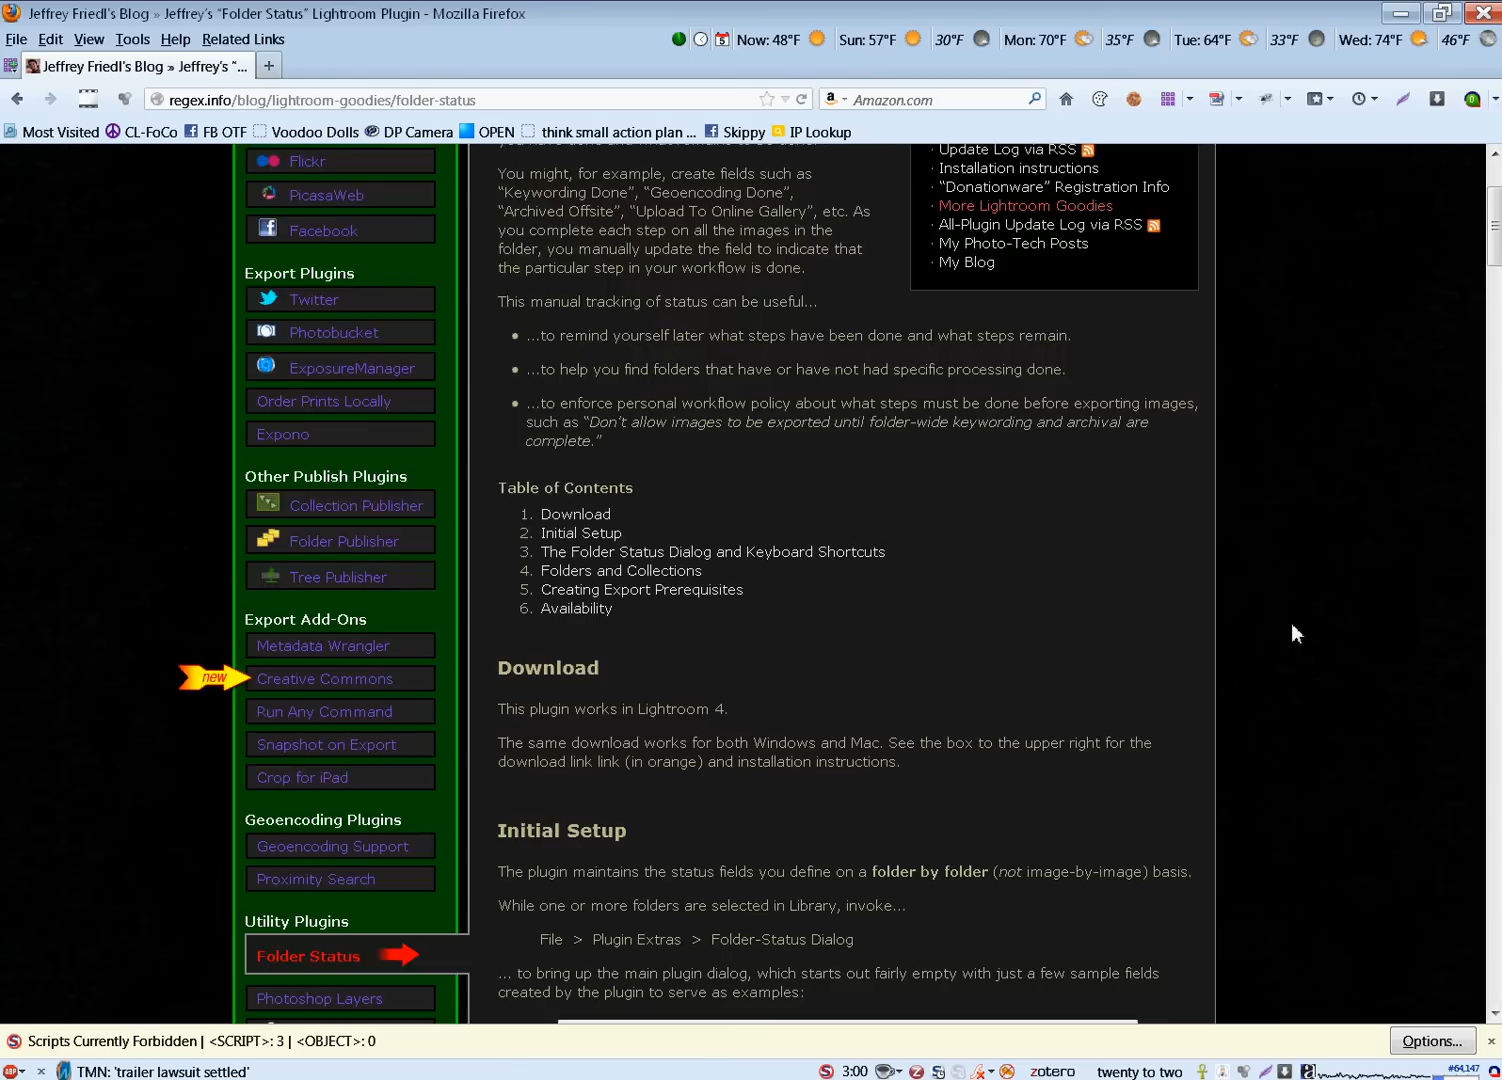 Jeffrey Friedl's Blog » Jeffrey's “Folder Status” Lightroom Plugin - Mozilla Firefox
File Edit View Tools Help Related Links
5 Now: 48°F Sun: 57°F 30°F Mon: 70°F 35°F Tue: 64°F 33°F Wed: 74°F 46°F
Jeffrey Friedl's Blog » Jeffrey's “... +
regex.info/blog/lightroom-goodies/folder-status
Amazon.com
Most Visited CL-FoCo FB OTF Voodoo Dolls DP Camera OPEN think small action plan ... Skippy IP Lookup
Flickr
PicasaWeb
Facebook
Export Plugins
Twitter
Photobucket
ExposureManager
Order Prints Locally
Expono
Other Publish Plugins
Collection Publisher
Folder Publisher
Tree Publisher
Export Add-Ons
Metadata Wrangler
new
Creative Commons
Run Any Command
Snapshot on Export
Crop for iPad
Geoencoding Plugins
Geoencoding Support
Proximity Search
Utility Plugins
Folder Status
Photoshop Layers
You might, for example, create fields such as
“Keywording Done”, “Geoencoding Done”,
“Archived Offsite”, “Upload To Online Gallery”, etc. As
you complete each step on all the images in the
folder, you manually update the field to indicate that
the particular step in your workflow is done.
· Update Log via RSS
· Installation instructions
· “Donationware” Registration Info
· More Lightroom Goodies
· All-Plugin Update Log via RSS
· My Photo-Tech Posts
· My Blog
This manual tracking of status can be useful...
• ...to remind yourself later what steps have been done and what steps remain.
• ...to help you find folders that have or have not had specific processing done.
• ...to enforce personal workflow policy about what steps must be done before exporting images,
such as “Don't allow images to be exported until folder-wide keywording and archival are
complete.”
Table of Contents
1. Download
2. Initial Setup
3. The Folder Status Dialog and Keyboard Shortcuts
4. Folders and Collections
5. Creating Export Prerequisites
6. Availability
Download
This plugin works in Lightroom 4.
The same download works for both Windows and Mac. See the box to the upper right for the
download link link (in orange) and installation instructions.
Initial Setup
The plugin maintains the status fields you define on a folder by folder (not image-by-image) basis.
While one or more folders are selected in Library, invoke...
File > Plugin Extras > Folder-Status Dialog
... to bring up the main plugin dialog, which starts out fairly empty with just a few sample fields
created by the plugin to serve as examples:
Scripts Currently Forbidden | <SCRIPT>: 3 | <OBJECT>: 0
Options...
ABP TMN: 'trailer lawsuit settled'
3:00 zotero twenty to two #64,147